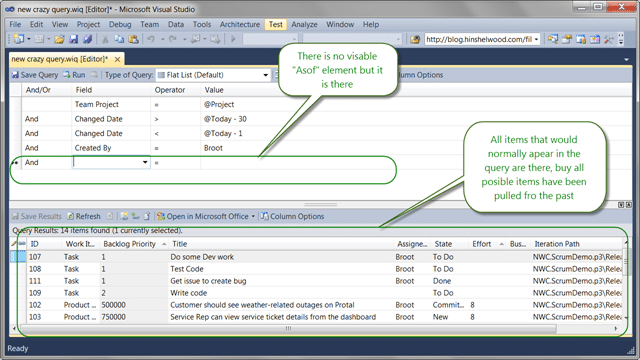 new crazy query.wiq [Editor]* - Microsoft Visual Studio
File Edit View Team Data Tools Architecture Test Analyze Window Help
http://blog.hinshelwood.com/fil
new crazy query.wiq [Editor]*
Save Query Run Type of Query: Flat List (Default) Column Options
And/Or Field Operator Value
Team Project = @Project
And Changed Date > @Today - 30
And Changed Date < @Today - 1
And Created By = Broot
And =
There is no visable
"Asof" element but it
is there
All items that would
normally apear in the
query are there, buy all
posible items have been
pulled fro the past
Save Results Refresh Open in Microsoft Office Column Options
Query Results: 14 items found (1 currently selected).
ID Work It... Backlog Priority Title Assigne... State Effort Bus... Iteration Path
107 Task 1 Do some Dev work Broot To Do NWC.ScrumDemo.p3\Relea
108 Task 1 Test Code Broot To Do NWC.ScrumDemo.p3\Relea
111 Task 1 Get issue to create bug Broot Done NWC.ScrumDemo.p3\Relea
109 Task 2 Write code Broot To Do NWC.ScrumDemo.p3\Relea
102 Product ... 500000 Customer should see weather-related outages on Protal Broot Commit... 8 NWC.ScrumDemo.p3\Relea
103 Product ... 750000 Service Rep can view service ticket details from the dashboard Broot New 8 NWC.ScrumDemo.p3\Relea
Ready